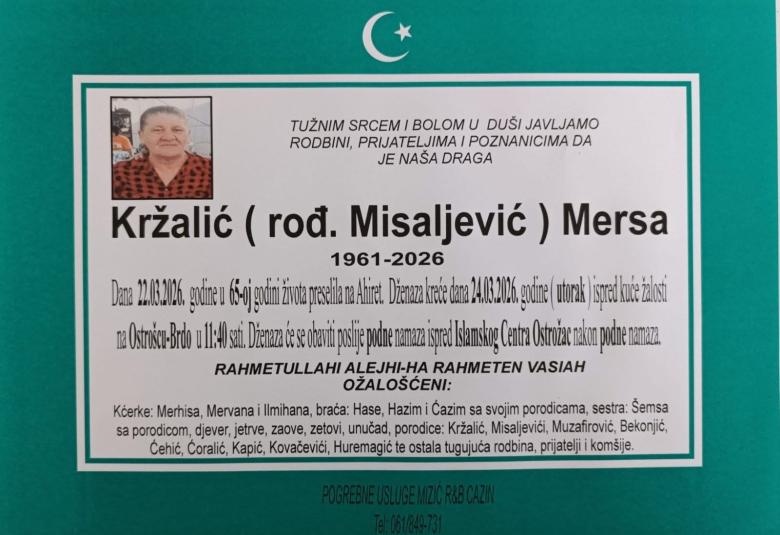 TUŽNIM SRCEM I BOLOM U DUŠI JAVLJAMO
RODBINI, PRIJATELJIMA I POZNANICIMA DA
JE NAŠA DRAGA
Kržalić ( rođ. Misaljević ) Mersa
1961-2026
Dana 22.03.2026. godine u 65-oj godini života preselila na Ahiret. Dženaza kreće dana 24.03.2026. godine ( utorak ) ispred kuće žalosti
na Ostrošcu-Brdo u 11:40 sati. Dženaza će se obaviti poslije podne namaza ispred Islamskog Centra Ostrožac nakon podne namaza.
RAHMETULLAHI ALEJHI-HA RAHMETEN VASIAH
OŽALOŠĆENI:
Kćerke: Merhisa, Mervana i Ilmihana, braća: Hase, Hazim i Ćazim sa svojim porodicama, sestra: Šemsa
sa porodicom, djever, jetrve, zaove, zetovi, unučad, porodice: Kržalić, Misaljevići, Muzafirović, Bekonjić,
Ćehić, Ćoralić, Kapić, Kovačevići, Huremagić te ostala tugujuća rodbina, prijatelji i komšije.
POGREBNE USLUGE MIZIĆ R&B CAZIN
Tel: 061/849-731